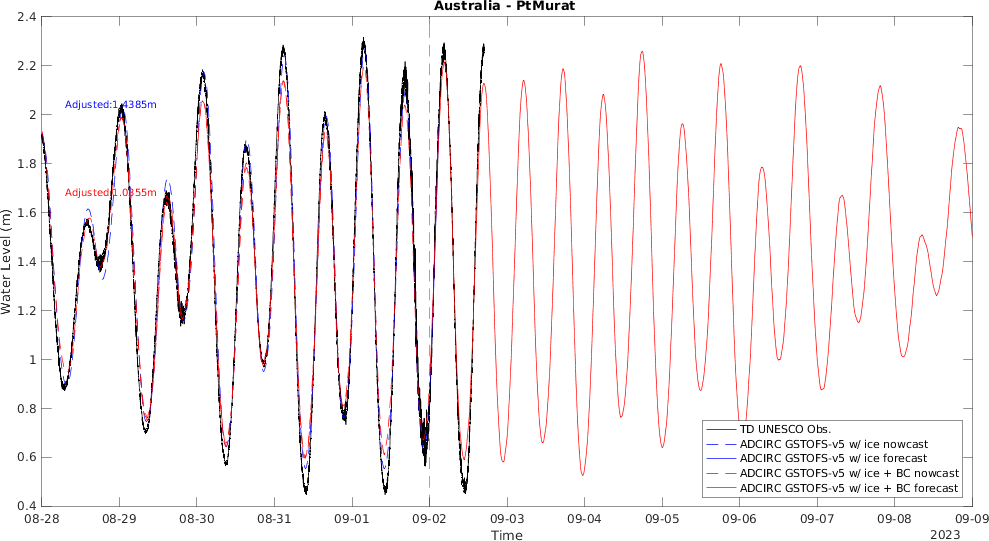 Australia - PtMurat
2.4
2.2
2
1.8
1.6
1.4
1.2
1
0.8
0.6
0.4
Water Level (m)
Adjusted:1.4385m
Adjusted:1.0355m
TD UNESCO Obs.
ADCIRC GSTOFS-v5 w/ ice nowcast
ADCIRC GSTOFS-v5 w/ ice forecast
ADCIRC GSTOFS-v5 w/ ice + BC nowcast
ADCIRC GSTOFS-v5 w/ ice + BC forecast
08-28 08-29 08-30 08-31 09-01 09-02 09-03 09-04 09-05 09-06 09-07 09-08 09-09
Time
2023